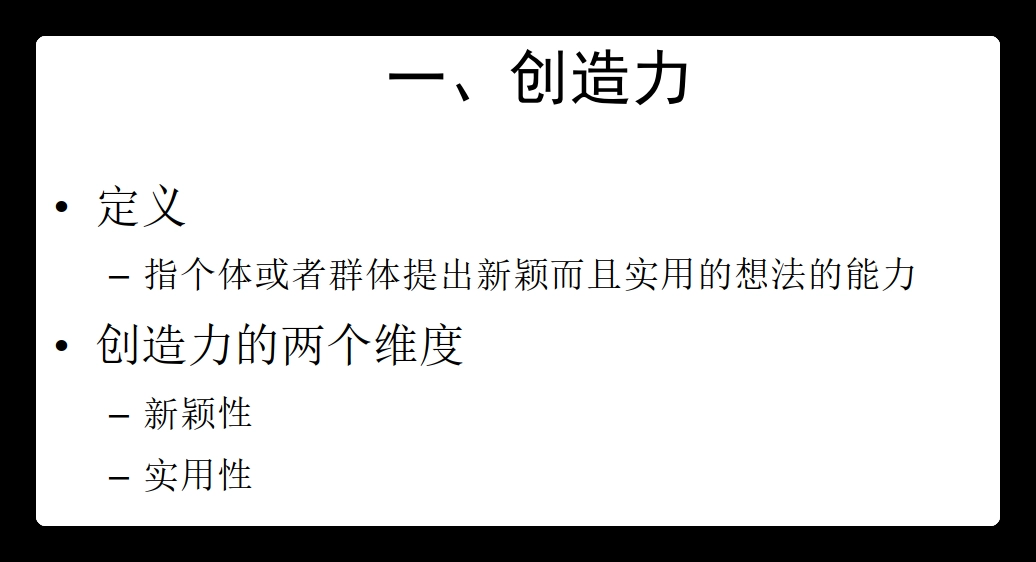 一、创造力
• 定义
– 指个体或者群体提出新颖而且实用的想法的能力
• 创造力的两个维度
– 新颖性
– 实用性